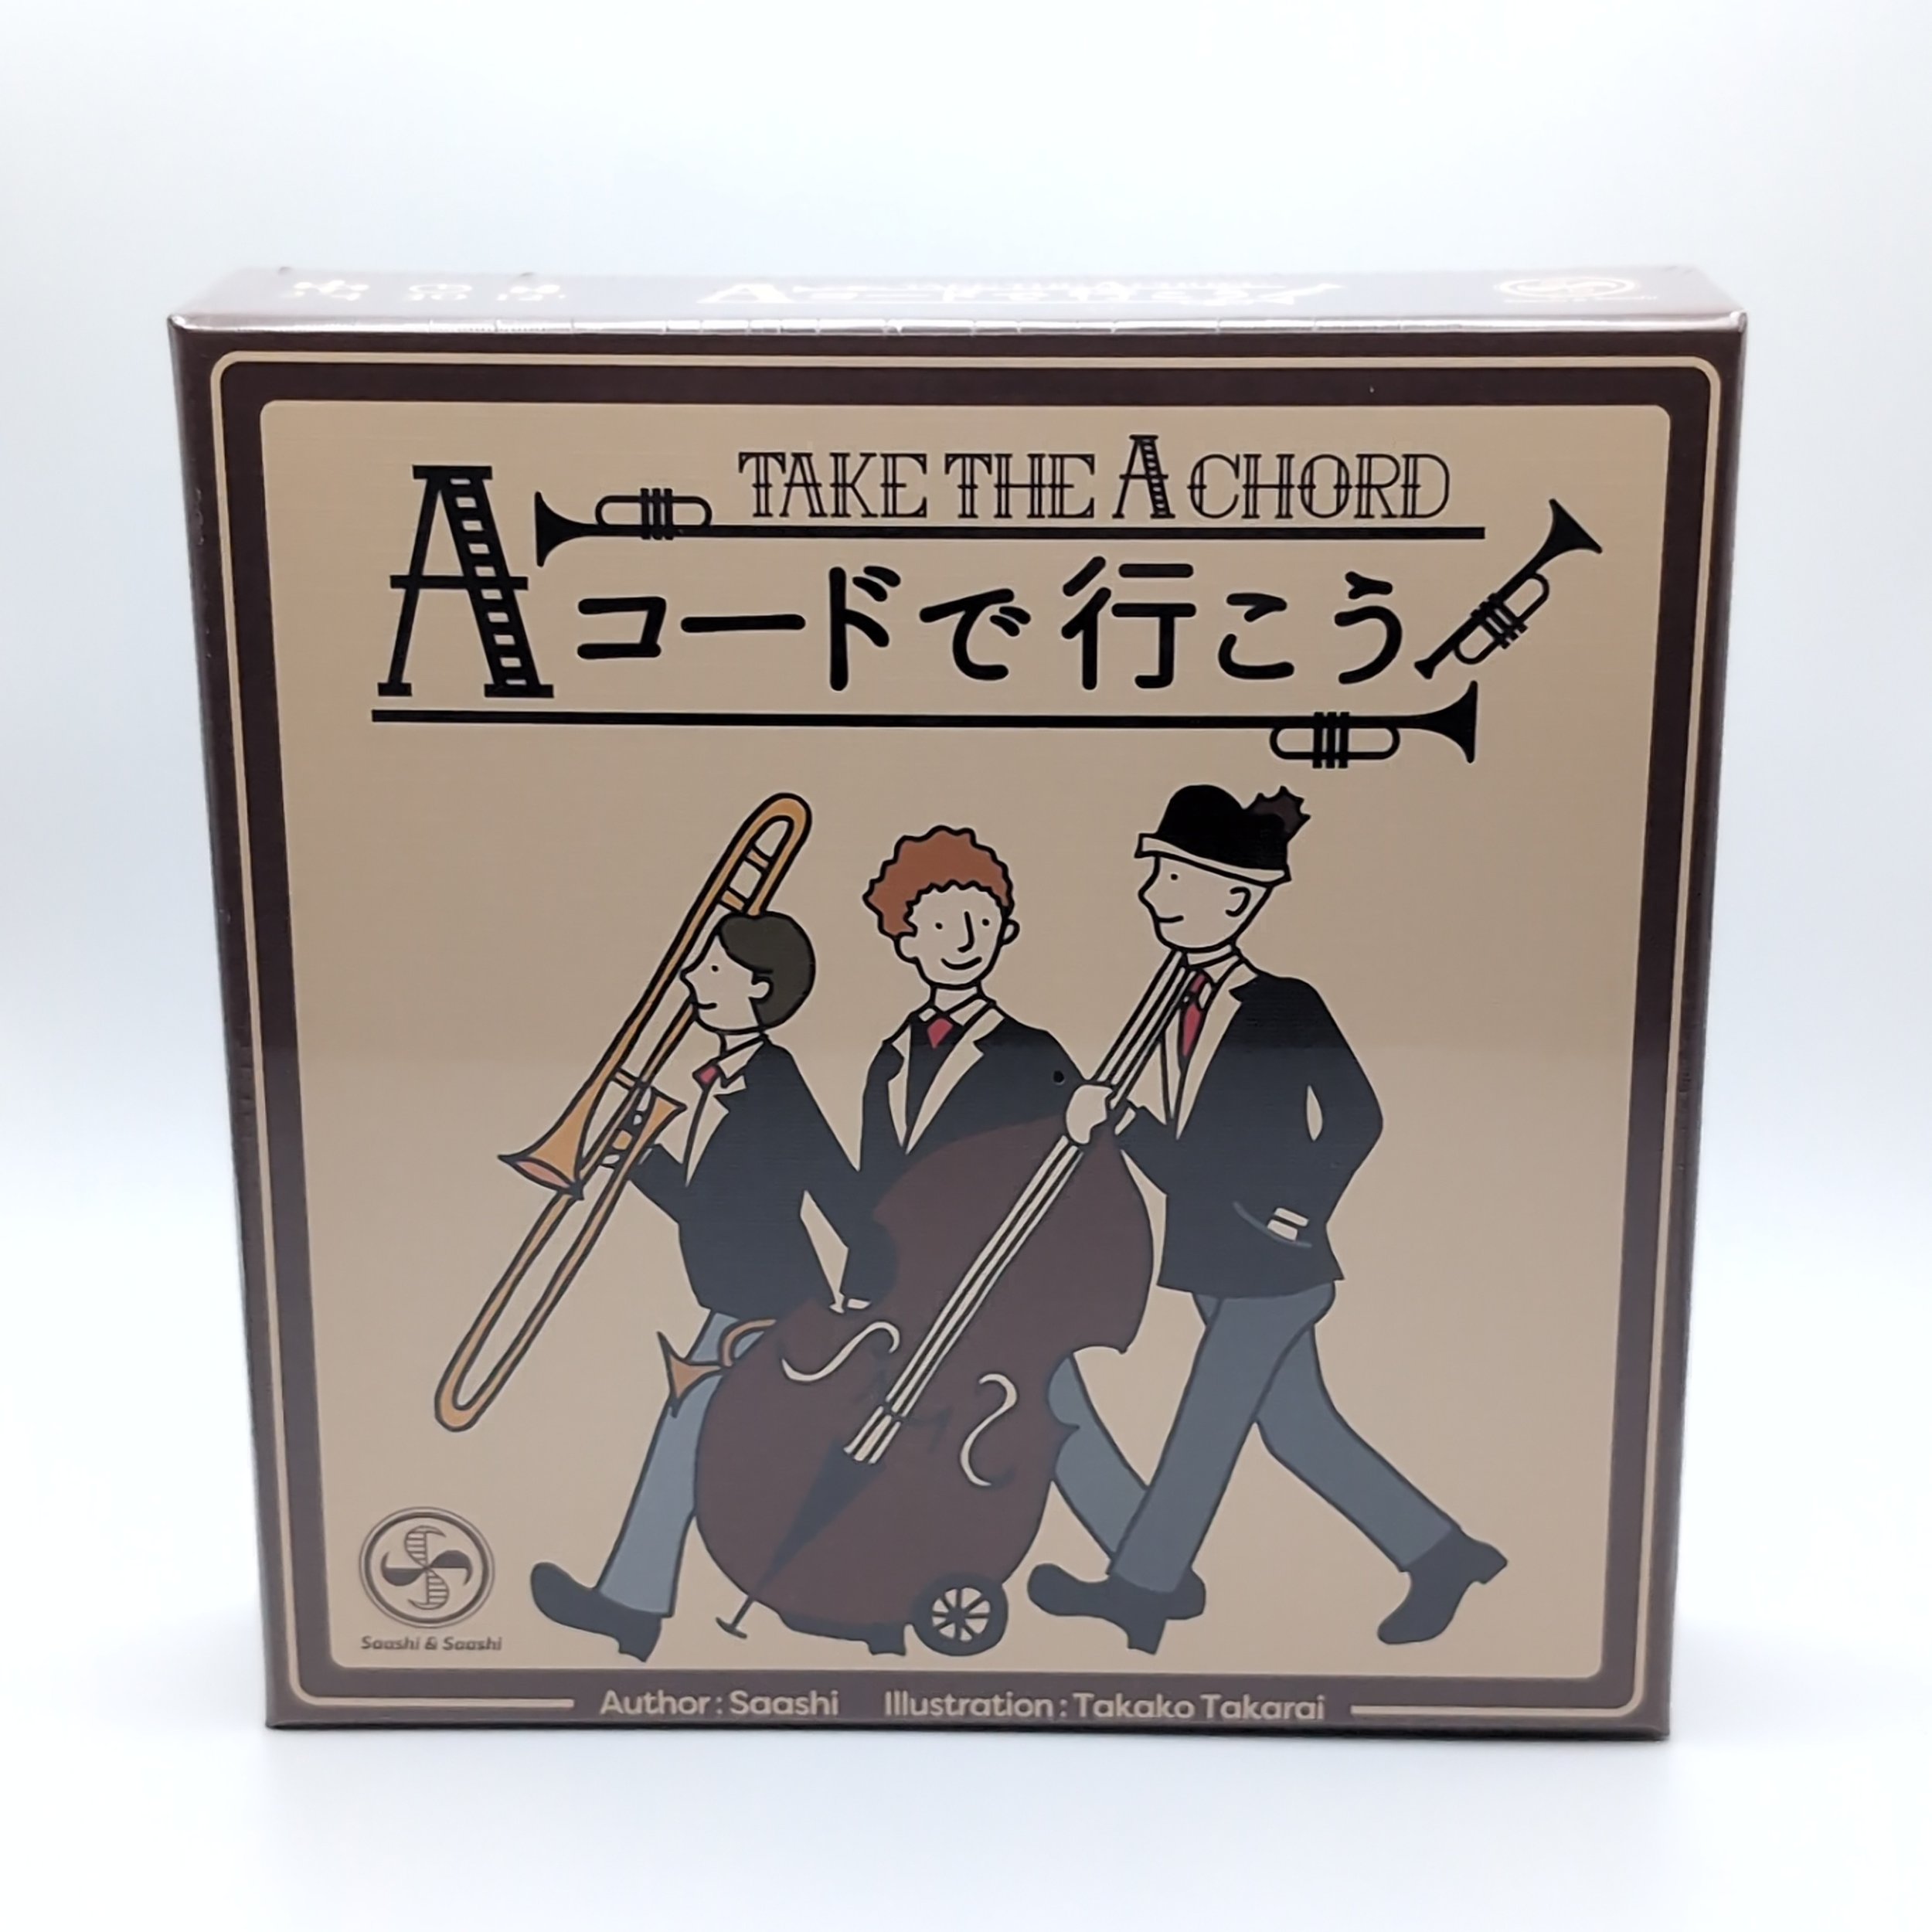 TAKE THE A CHORD
Aコードで行こう
Saashi & Saashi
Author : Saashi Illustration : Takako Takarai